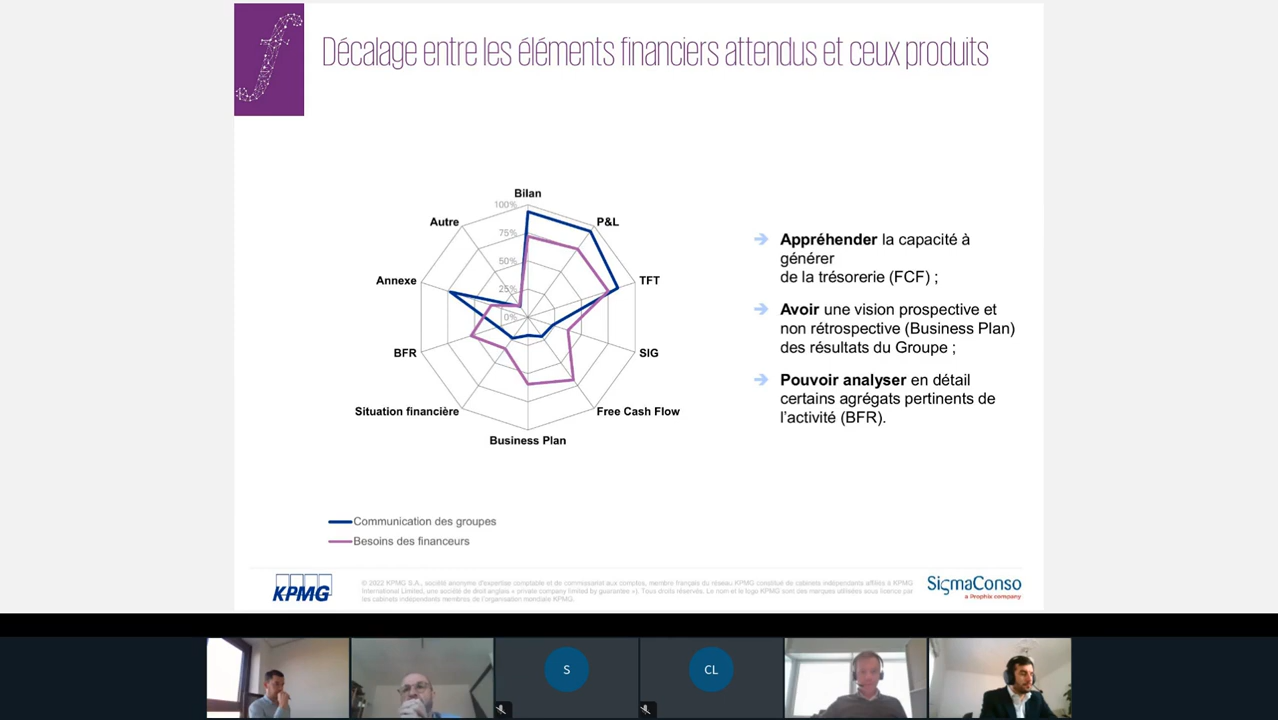 Décalage entre les éléments financiers attendus et ceux produits
Bilan
100%
Autre
P&L
75%
50%
Annexe
TFT
25%
0%
BFR
SIG
Situation financière
Free Cash Flow
Business Plan
Appréhender la capacité à
générer
de la trésorerie (FCF) ;
Avoir une vision prospective et
non rétrospective (Business Plan)
des résultats du Groupe ;
Pouvoir analyser en détail
certains agrégats pertinents de
l'activité (BFR).
Communication des groupes
Besoins des financeurs
KPMG
© 2022 KPMG S.A., société anonyme d'expertise comptable et de commissariat aux comptes, membre français du réseau KPMG constitué de cabinets indépendants affiliés à KPMG
International Limited, une société de droit anglais « private company limited by guarantee »). Tous droits réservés. Le nom et le logo KPMG sont des marques utilisées sous licence par
les cabinets indépendants membres de l'organisation mondiale KPMG.
SigmaConso
a Prophix company
S
CL